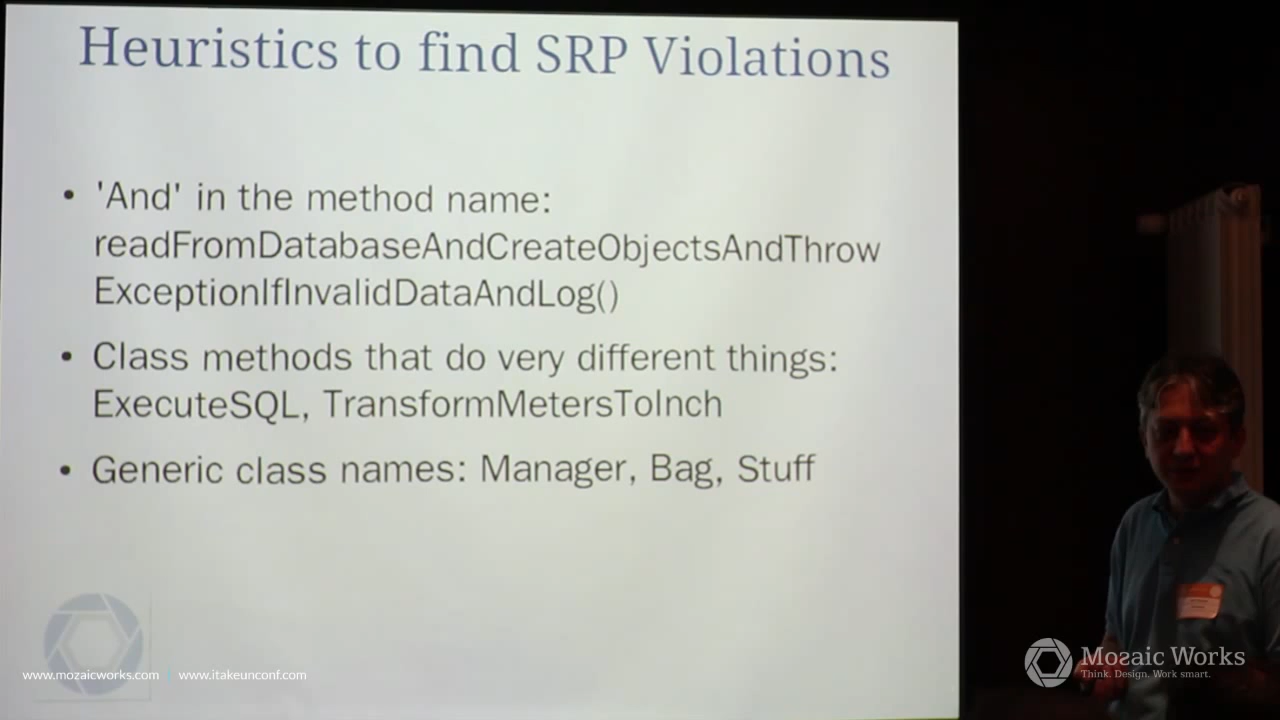 Heuristics to find SRP Violations
• 'And' in the method name:
readFromDatabaseAndCreateObjectsAndThrow
ExceptionIfInvalidDataAndLog()
• Class methods that do very different things:
ExecuteSQL, TransformMetersToInch
• Generic class names: Manager, Bag, Stuff
www.mozaicworks.com | www.itakeunconf.com
Mozaic Works
Think. Design. Work smart.